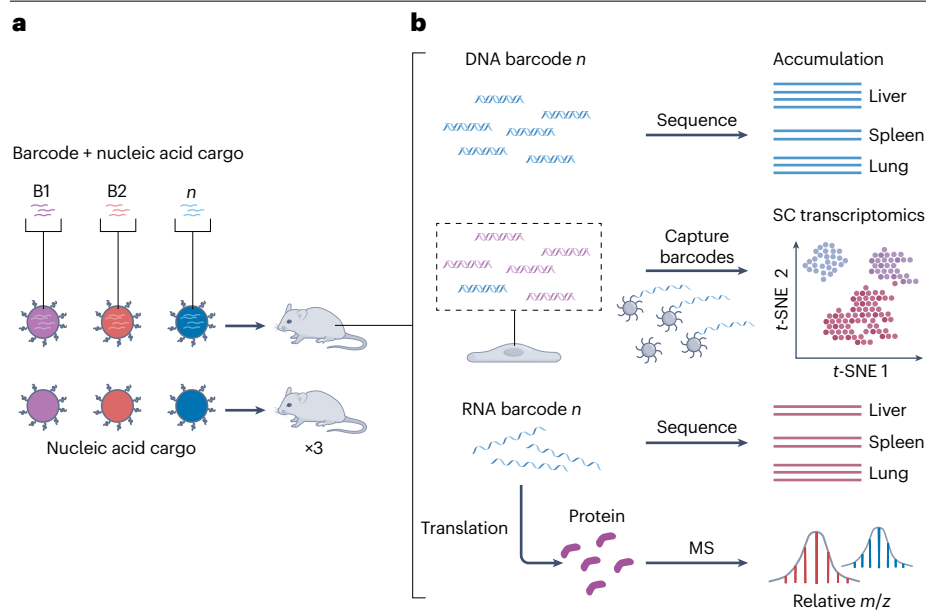 a
Barcode + nucleic acid cargo
B1
B2
n
Nucleic acid cargo
×3
b
DNA barcode n
Sequence
Accumulation
Liver
Spleen
Lung
Capture
barcodes
SC transcriptomics
t-SNE 2
t-SNE 1
RNA barcode n
Sequence
Liver
Spleen
Lung
Translation
Protein
MS
Relative m/z